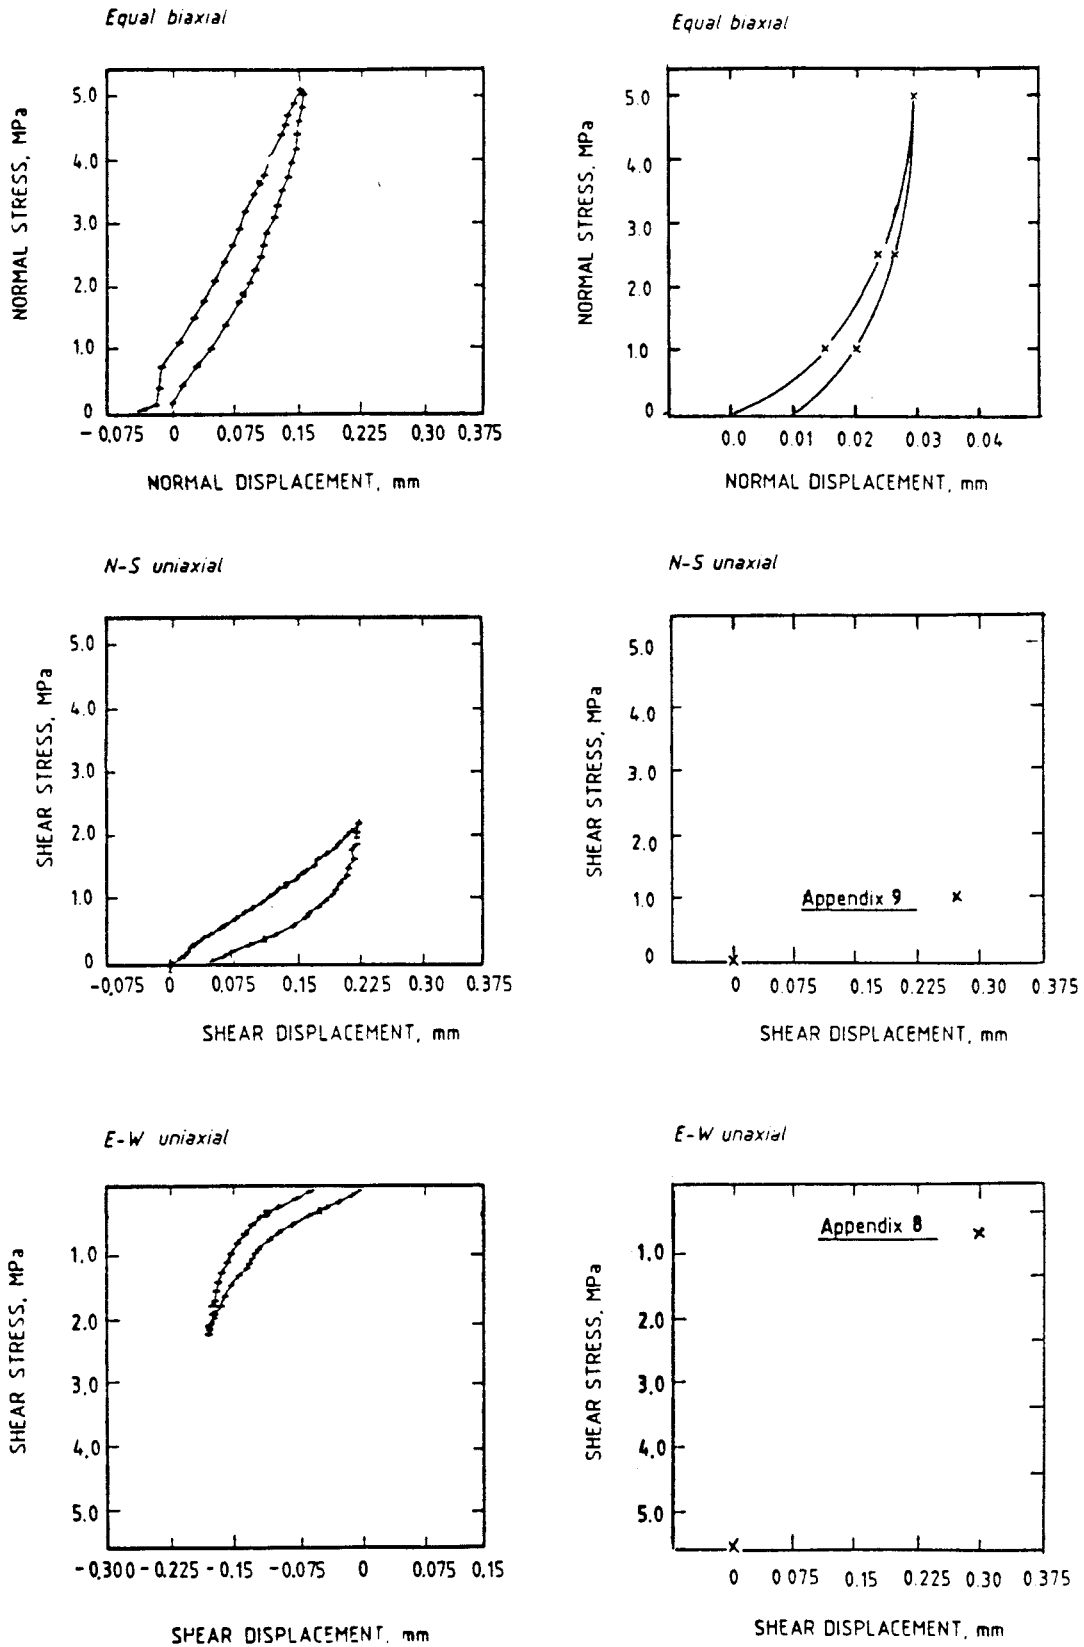 Equal biaxial
NORMAL STRESS, MPa
5.0
4.0
3.0
2.0
1.0
0
-0.075 0 0.075 0.15 0.225 0.30 0.375
NORMAL DISPLACEMENT, mm
Equal biaxial
NORMAL STRESS, MPa
5.0
4.0
3.0
2.0
1.0
0
0.0 0.01 0.02 0.03 0.04
NORMAL DISPLACEMENT, mm
N-S uniaxial
SHEAR STRESS, MPa
5.0
4.0
3.0
2.0
1.0
0
-0.075 0 0.075 0.15 0.225 0.30 0.375
SHEAR DISPLACEMENT, mm
N-S unaxial
SHEAR STRESS, MPa
5.0
4.0
3.0
2.0
1.0
0
Appendix 9
0 0.075 0.15 0.225 0.30 0.375
SHEAR DISPLACEMENT, mm
E-W uniaxial
SHEAR STRESS, MPa
1.0
2.0
3.0
4.0
5.0
-0.300 -0.225 -0.15 -0.075 0 0.075 0.15
SHEAR DISPLACEMENT, mm
E-W unaxial
SHEAR STRESS, MPa
Appendix 8
1.0
2.0
3.0
4.0
5.0
0 0.075 0.15 0.225 0.30 0.375
SHEAR DISPLACEMENT, mm